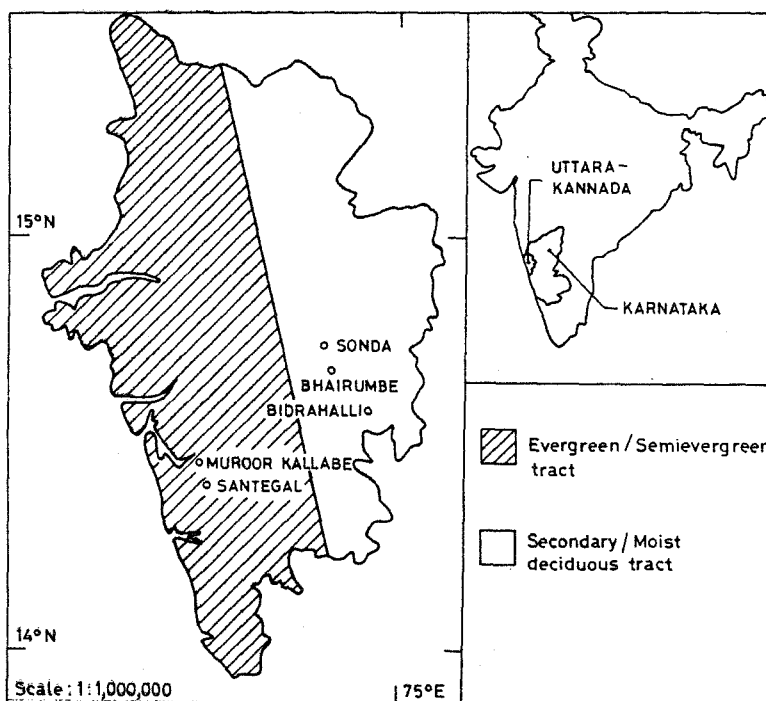 15°N
SONDA
BHAIRUMBE
BIDRAHALLI
MUROOR KALLABE
SANTEGAL
14°N
Scale : 1:1,000,000
75°E
UTTARA-
KANNADA
KARNATAKA
Evergreen / Semievergreen
tract
Secondary / Moist
deciduous tract